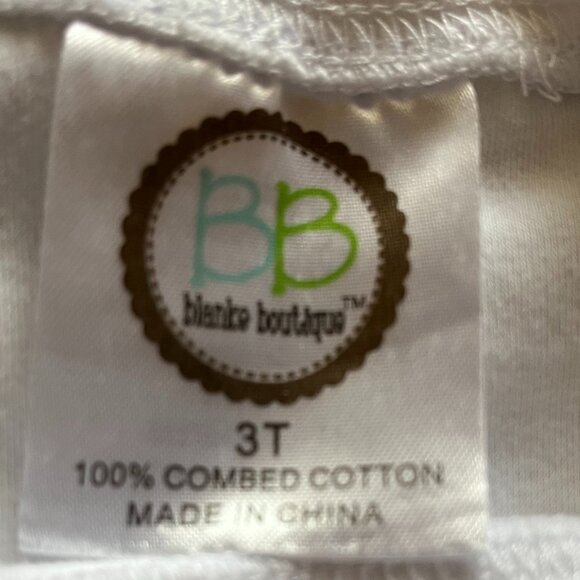 BB
blanks boutique™
3T
100% COMBED COTTON
MADE IN CHINA